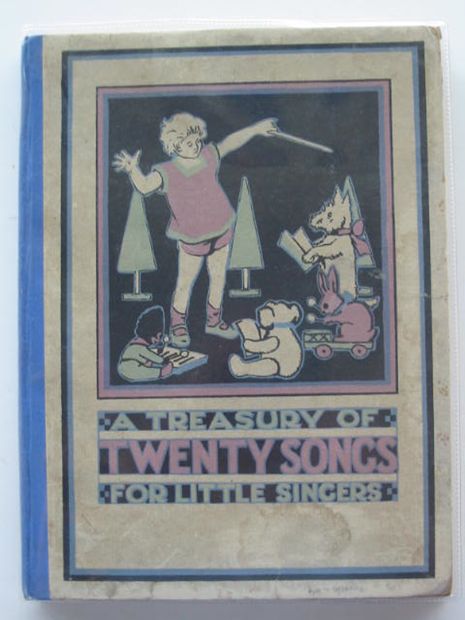 A TREASURY OF
TWENTY SONGS
FOR LITTLE SINGERS